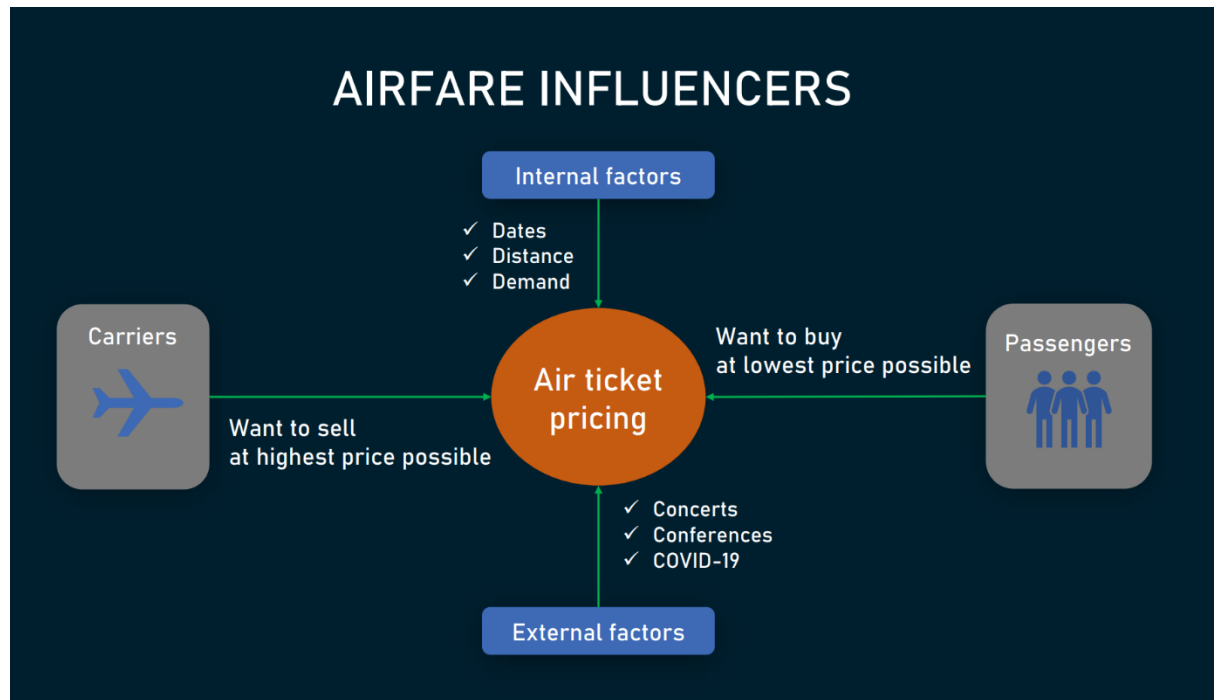 AIRFARE INFLUENCERS
Internal factors
✓ Dates
✓ Distance
✓ Demand
Carriers
Want to sell
at highest price possible
Air ticket
pricing
Want to buy
at lowest price possible
Passengers
✓ Concerts
✓ Conferences
✓ COVID-19
External factors